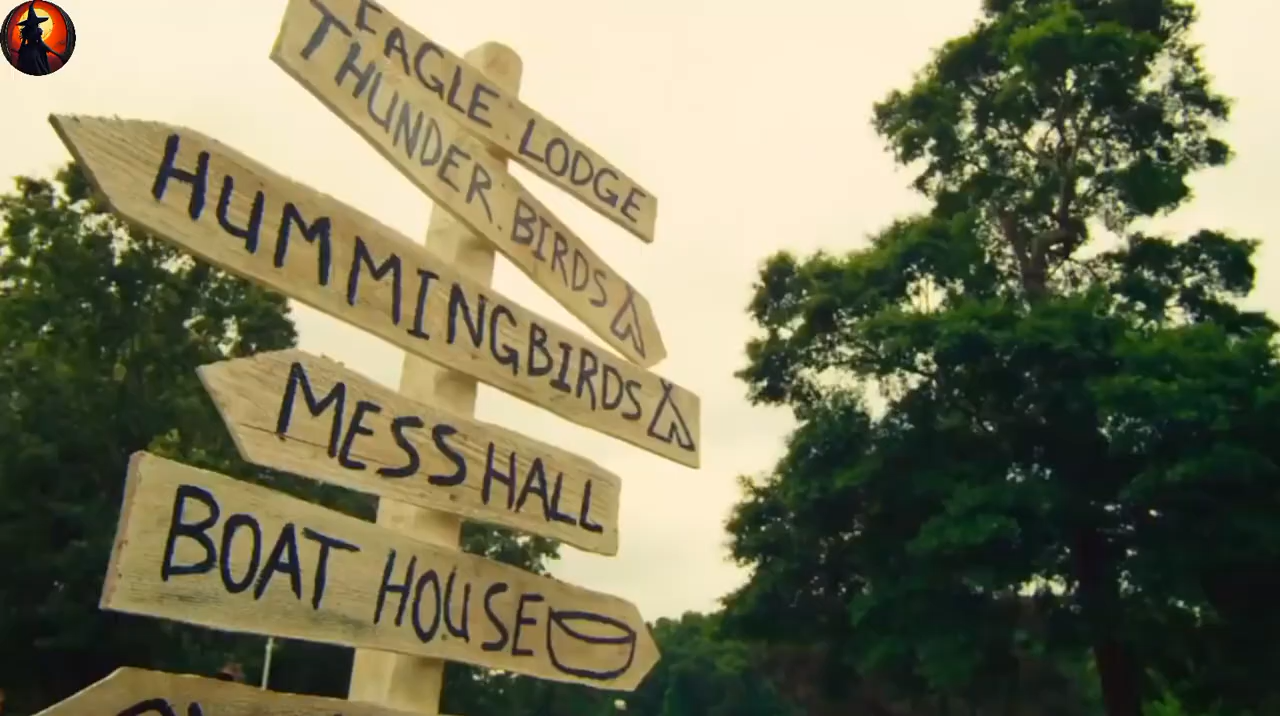 EAGLE LODGE
THUNDER BIRDS
HUMMINGBIRDS
MESS HALL
BOAT HOUSE